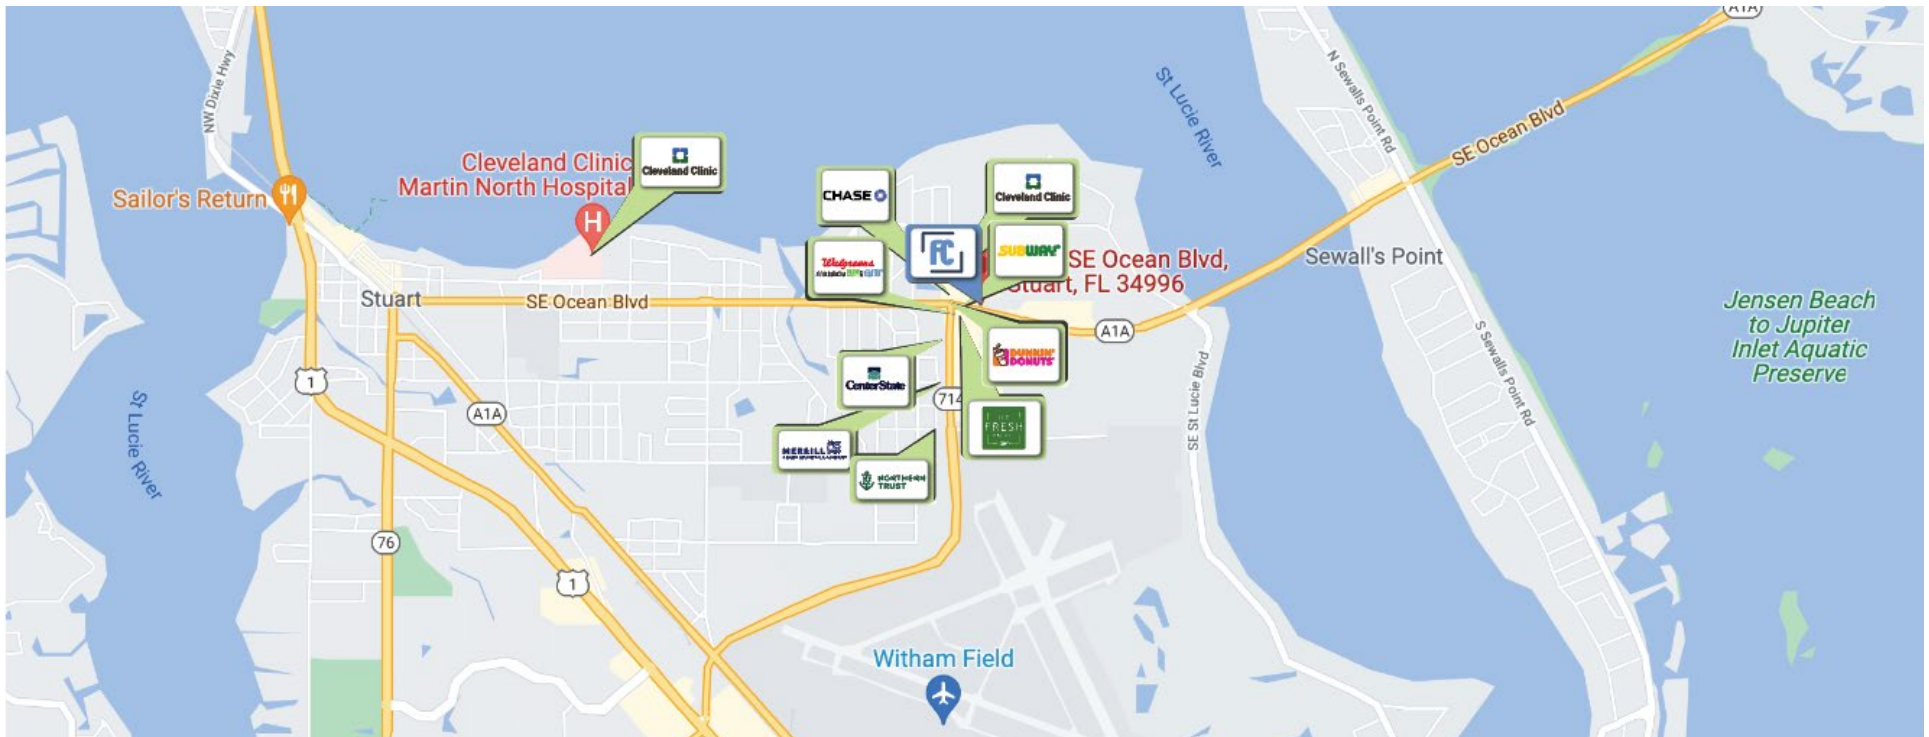 A1A
NW Dixie Hwy
N Sewalls Point Rd
St Lucie River
SE Ocean Blvd
Cleveland Clinic
Martin North Hospital
H
Cleveland Clinic
CHASE
Cleveland Clinic
Sailor's Return
FC
SUBWAY
Walgreens
SE Ocean Blvd,
Stuart, FL 34996
Sewall's Point
Stuart
SE Ocean Blvd
A1A
Jensen Beach
to Jupiter
Inlet Aquatic
Preserve
DUNKIN'
DONUTS
CenterState
1
714
A1A
SE St Lucie Blvd
S Sewalls Point Rd
St Lucie River
FRESH
MERRILL
NORTHERN
TRUST
76
1
Witham Field